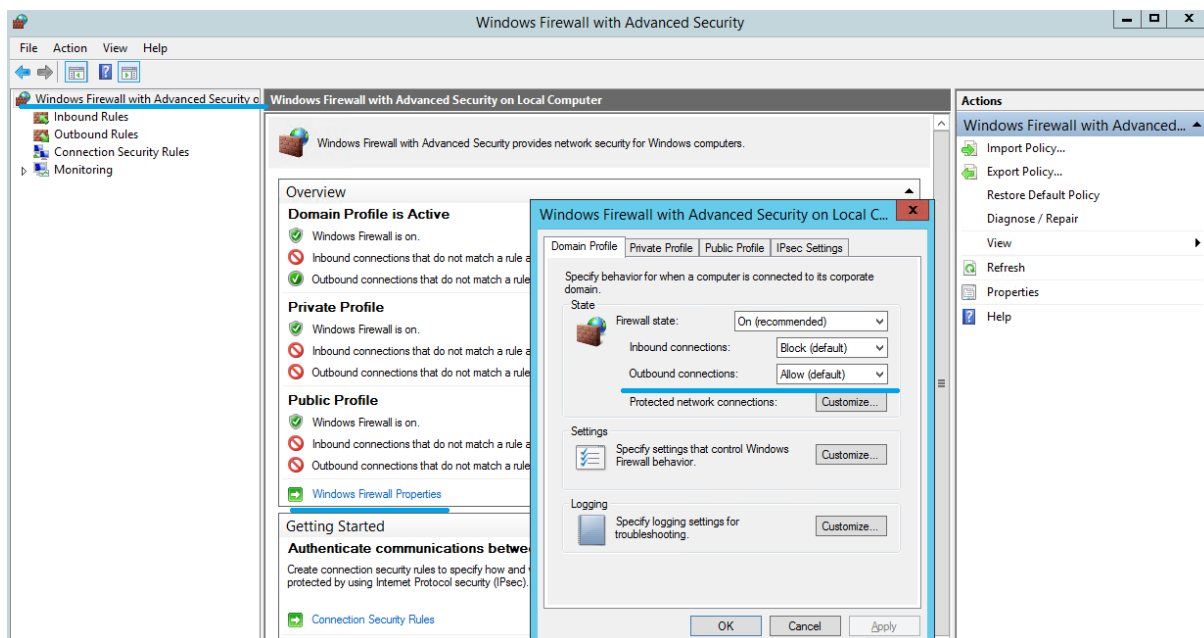 Windows Firewall with Advanced Security
File Action View Help
Windows Firewall with Advanced Security o
Inbound Rules
Outbound Rules
Connection Security Rules
Monitoring
Windows Firewall with Advanced Security on Local Computer
Windows Firewall with Advanced Security provides network security for Windows computers.
Overview
Domain Profile is Active
Windows Firewall is on.
Inbound connections that do not match a rule a
Outbound connections that do not match a rule
Private Profile
Windows Firewall is on.
Inbound connections that do not match a rule a
Outbound connections that do not match a rule
Public Profile
Windows Firewall is on.
Inbound connections that do not match a rule a
Outbound connections that do not match a rule
Windows Firewall Properties
Getting Started
Authenticate communications betwe
Create connection security rules to specify how and
protected by using Internet Protocol security (IPsec).
Connection Security Rules
Windows Firewall with Advanced Security on Local C...
Domain Profile Private Profile Public Profile IPsec Settings
Specify behavior for when a computer is connected to its corporate
domain.
State
Firewall state: On (recommended)
Inbound connections: Block (default)
Outbound connections: Allow (default)
Protected network connections: Customize...
Settings
Specify settings that control Windows
Firewall behavior.
Customize...
Logging
Specify logging settings for
troubleshooting.
Customize...
OK Cancel Apply
Actions
Windows Firewall with Advanced...
Import Policy...
Export Policy...
Restore Default Policy
Diagnose / Repair
View
Refresh
Properties
Help